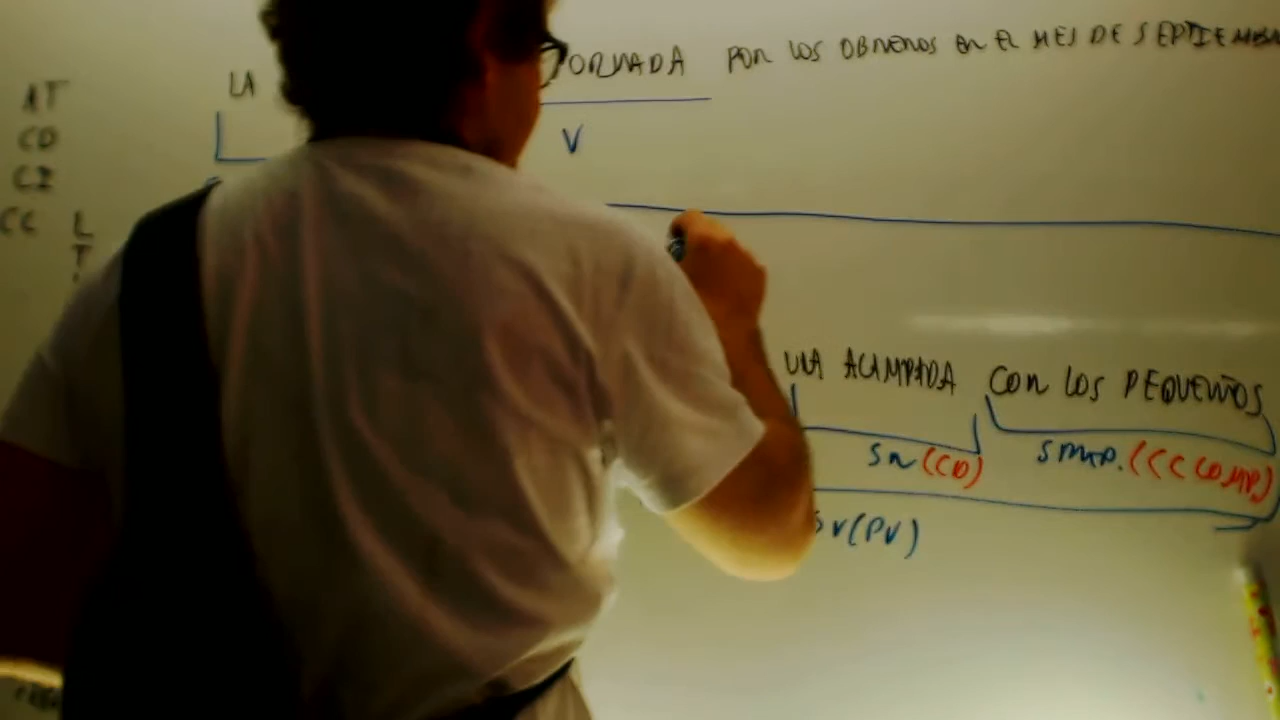 LA ORNADA POR LOS OBREROS EN EL MES DE SEPTIEMBR
AT
CD
CI
CC L
T
V
UNA ACAMPADA CON LOS PEQUEÑOS
SN (CD) SPREP. (CC COMP)
SV (PV)